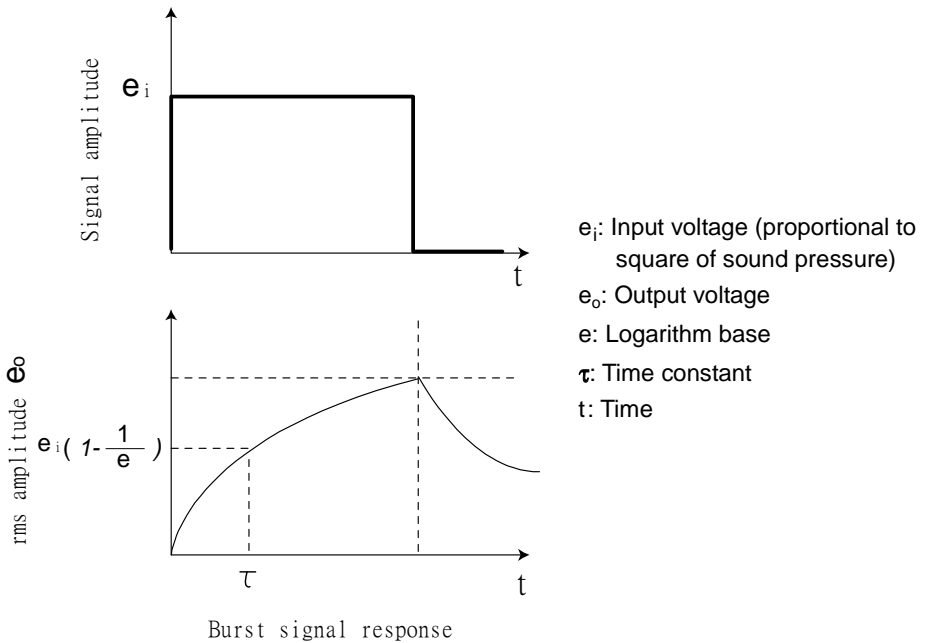 Signal amplitude
ei
t
ei: Input voltage (proportional to
square of sound pressure)
eo: Output voltage
e: Logarithm base
τ: Time constant
t: Time
rms amplitude eo
ei( 1- 1/e )
τ
t
Burst signal response